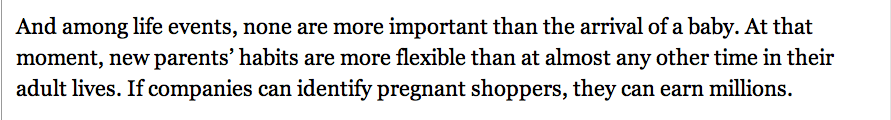 And among life events, none are more important than the arrival of a baby. At that
moment, new parents’ habits are more flexible than at almost any other time in their
adult lives. If companies can identify pregnant shoppers, they can earn millions.